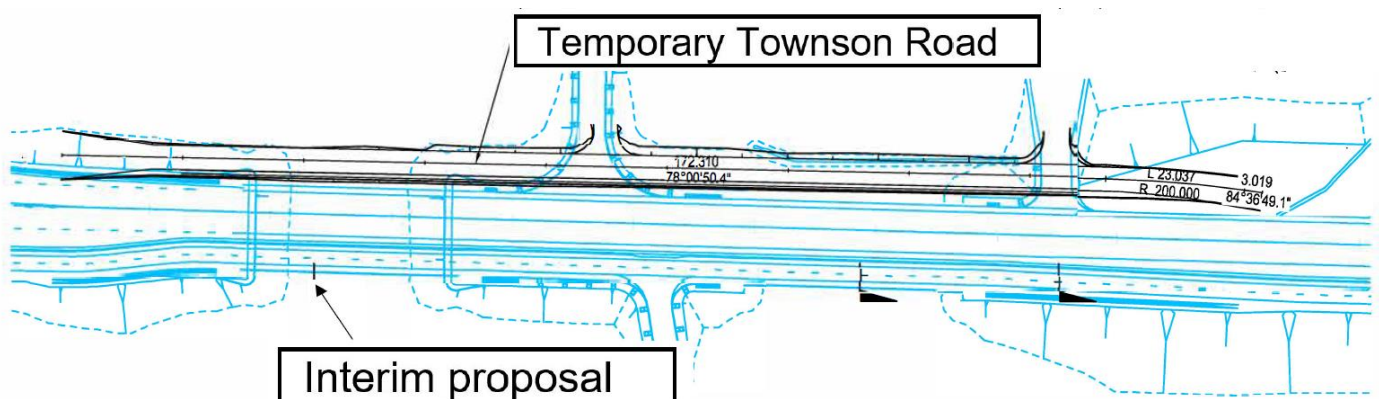 Temporary Townson Road
172.310
78°00'50.4"
L 23.037
R 200.000
3.019
84°36'49.1"
Interim proposal